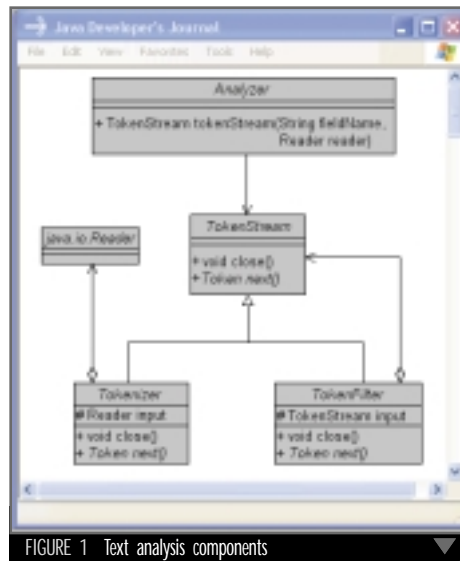 Java Developer's Journal
File Edit View Favorites Tools Help
Analyzer
+ TokenStream tokenStream(String fieldName,
Reader reader)
java.io.Reader
TokenStream
+ void close()
+ Token next()
Tokenizer
# Reader input
+ void close()
+ Token next()
TokenFilter
# TokenStream input
+ void close()
+ Token next()
FIGURE 1 Text analysis components